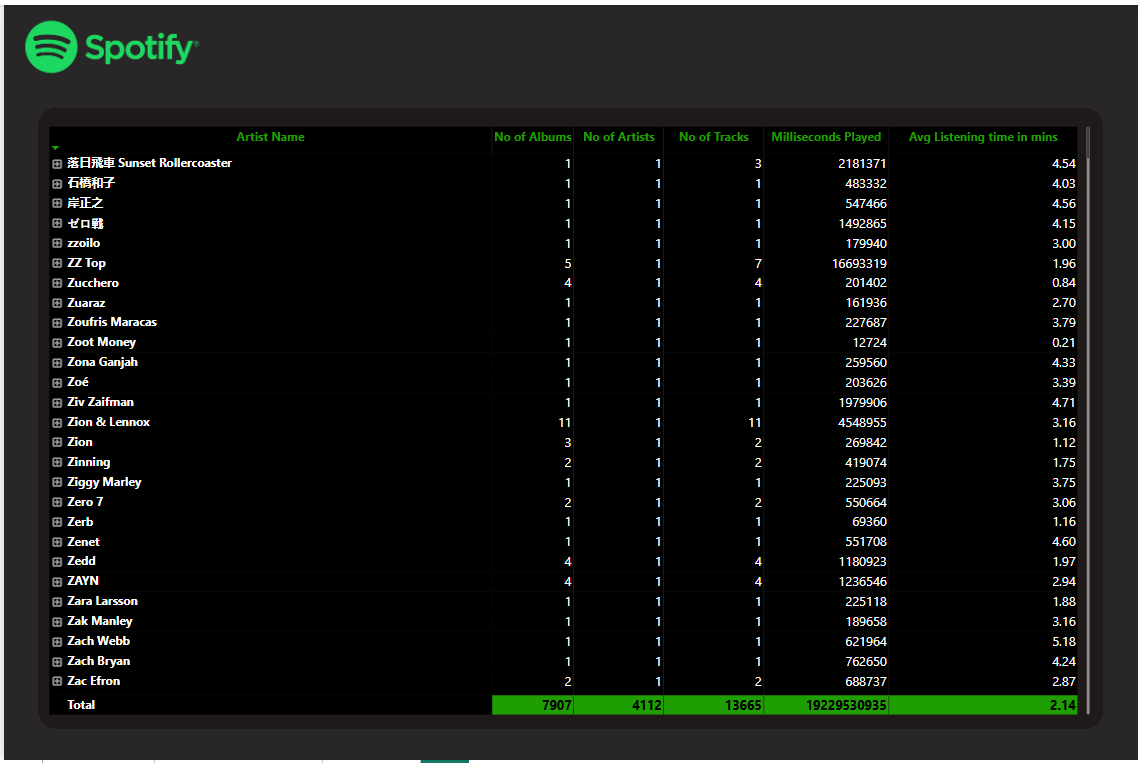 Spotify®
Artist Name No of Albums No of Artists No of Tracks Milliseconds Played Avg Listening time in mins
落日飛車 Sunset Rollercoaster 1 1 3 2181371 4.54
石橋和子 1 1 1 483332 4.03
岸正之 1 1 1 547466 4.56
ゼロ戦 1 1 1 1492865 4.15
zzoilo 1 1 1 179940 3.00
ZZ Top 5 1 7 16693319 1.96
Zucchero 4 1 4 201402 0.84
Zuaraz 1 1 1 161936 2.70
Zoufris Maracas 1 1 1 227687 3.79
Zoot Money 1 1 1 12724 0.21
Zona Ganjah 1 1 1 259560 4.33
Zoé 1 1 1 203626 3.39
Ziv Zaifman 1 1 1 1979906 4.71
Zion & Lennox 11 1 11 4548955 3.16
Zion 3 1 2 269842 1.12
Zinning 2 1 2 419074 1.75
Ziggy Marley 1 1 1 225093 3.75
Zero 7 2 1 2 550664 3.06
Zerb 1 1 1 69360 1.16
Zenet 1 1 1 551708 4.60
Zedd 4 1 4 1180923 1.97
ZAYN 4 1 4 1236546 2.94
Zara Larsson 1 1 1 225118 1.88
Zak Manley 1 1 1 189658 3.16
Zach Webb 1 1 1 621964 5.18
Zach Bryan 1 1 1 762650 4.24
Zac Efron 2 1 2 688737 2.87
Total 7907 4112 13665 19229530935 2.14